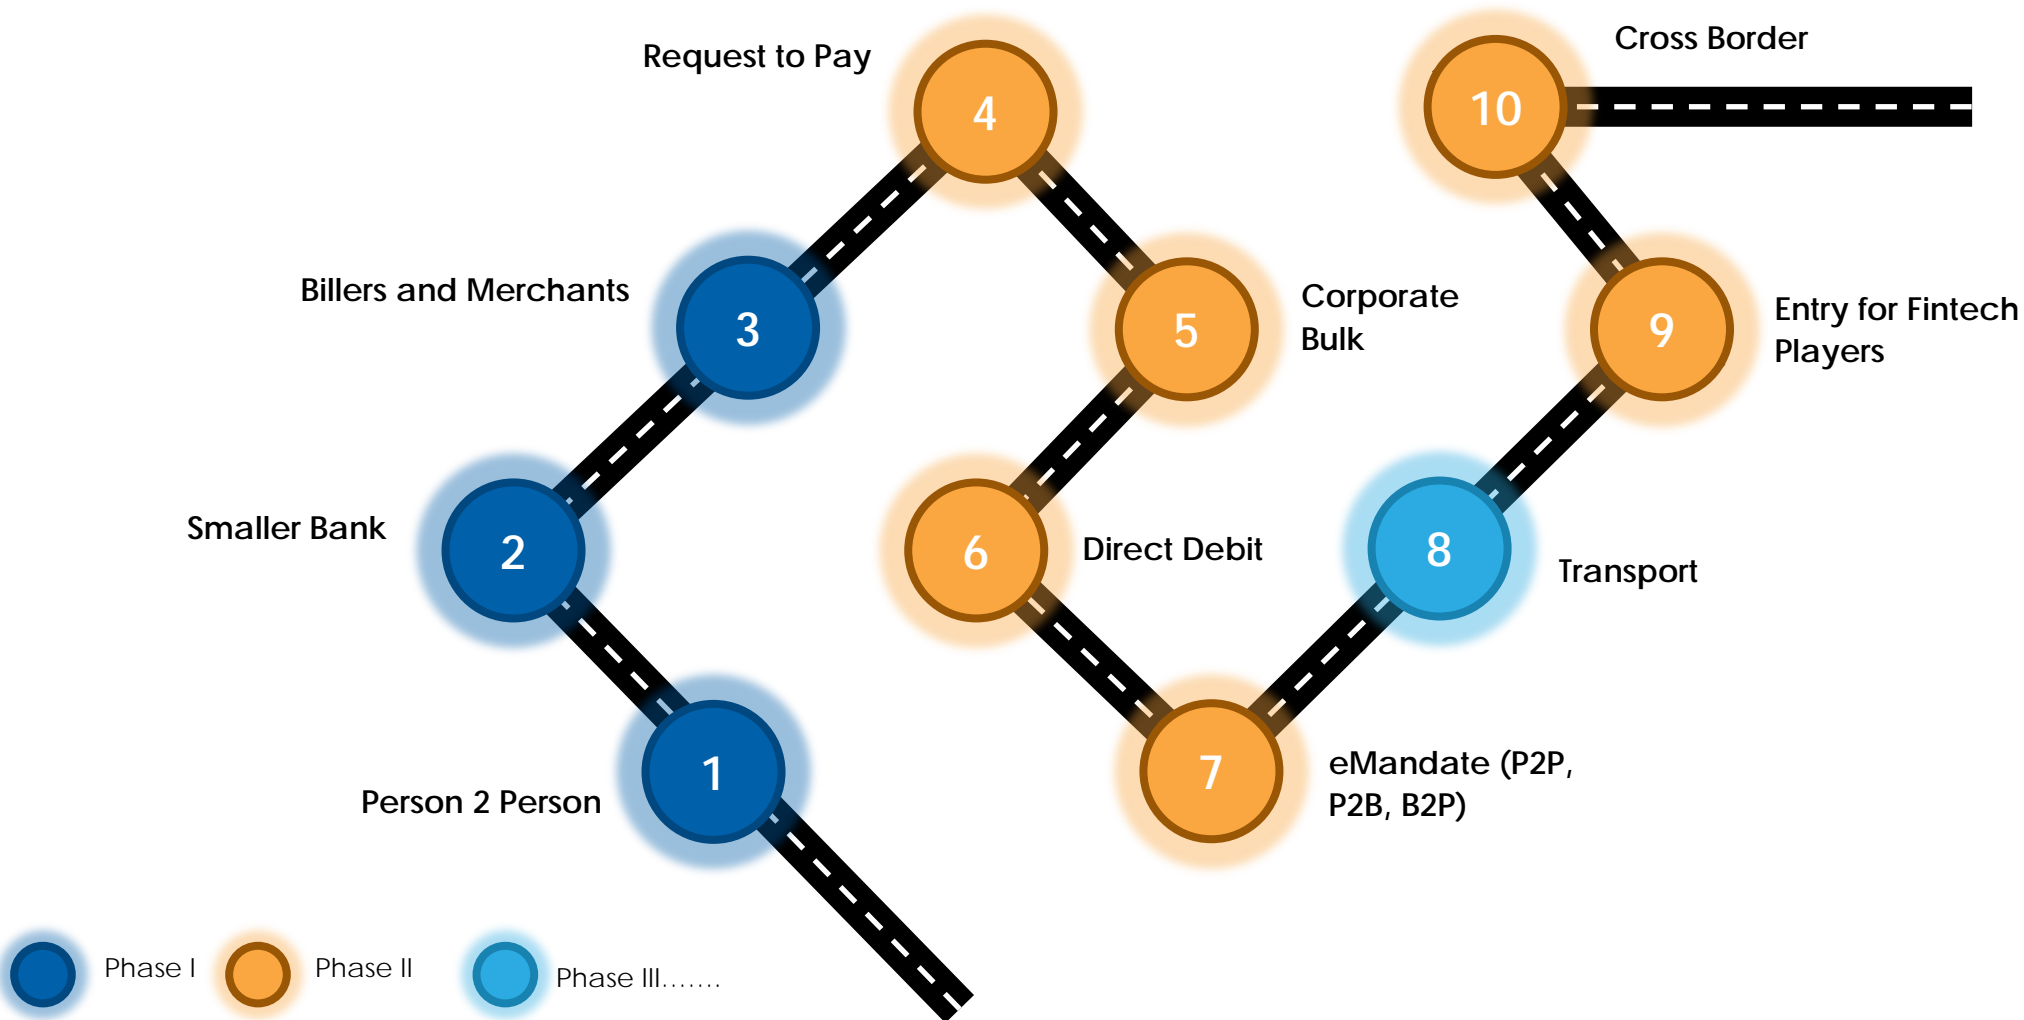 Request to Pay
4
10
Cross Border
Billers and Merchants
3
5
Corporate
Bulk
9
Entry for Fintech
Players
Smaller Bank
2
6
Direct Debit
8
Transport
Person 2 Person
1
7
eMandate (P2P,
P2B, B2P)
Phase I
Phase II
Phase III.......